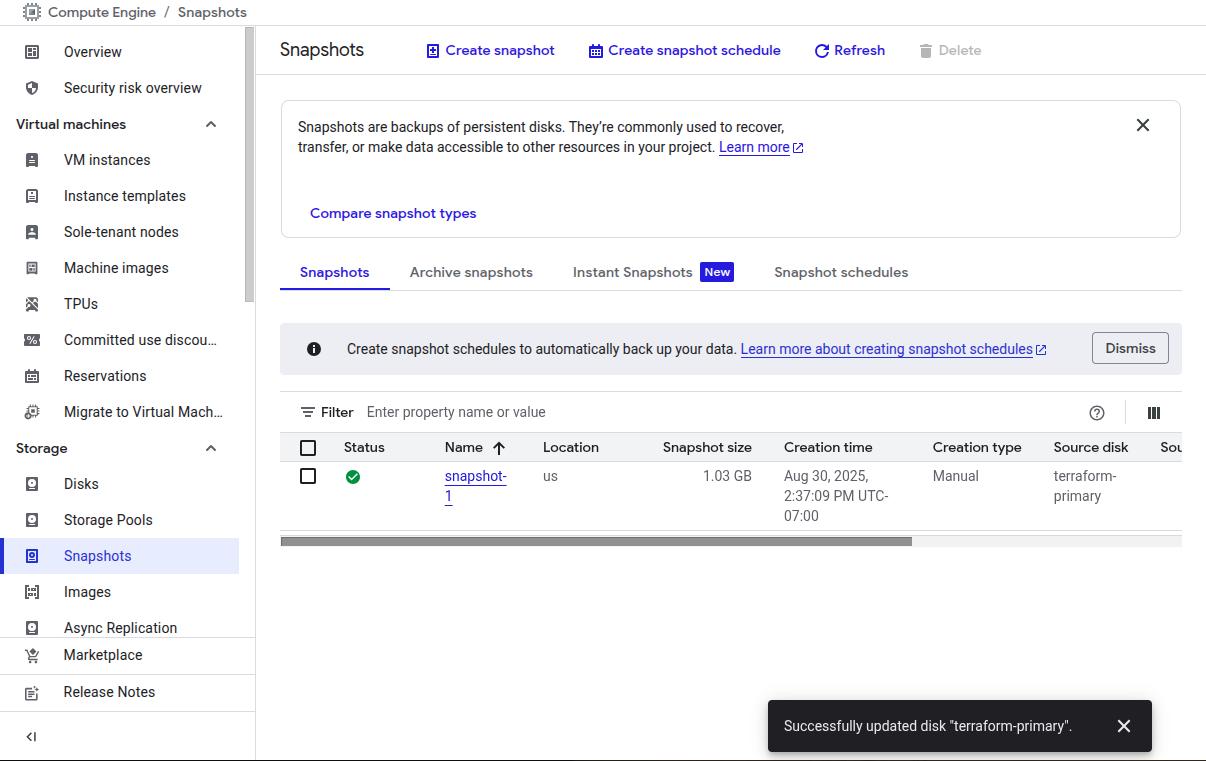 Compute Engine / Snapshots
Overview
Security risk overview
Virtual machines
VM instances
Instance templates
Sole-tenant nodes
Machine images
TPUs
Committed use discou...
Reservations
Migrate to Virtual Mach...
Storage
Disks
Storage Pools
Snapshots
Images
Async Replication
Marketplace
Release Notes
Snapshots Create snapshot Create snapshot schedule Refresh Delete
Snapshots are backups of persistent disks. They're commonly used to recover,
transfer, or make data accessible to other resources in your project. Learn more
Compare snapshot types
Snapshots Archive snapshots Instant Snapshots New Snapshot schedules
Create snapshot schedules to automatically back up your data. Learn more about creating snapshot schedules Dismiss
Filter Enter property name or value
Status Name Location Snapshot size Creation time Creation type Source disk Sou
snapshot- us 1.03 GB Aug 30, 2025, Manual terraform-
1 2:37:09 PM UTC- primary
07:00
Successfully updated disk "terraform-primary".